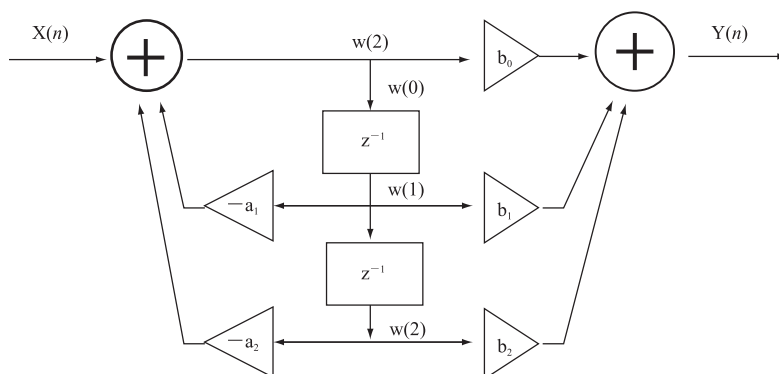 X(n)
w(2)
b₀
Y(n)
w(0)
z⁻¹
−a₁
w(1)
b₁
z⁻¹
−a₂
w(2)
b₂